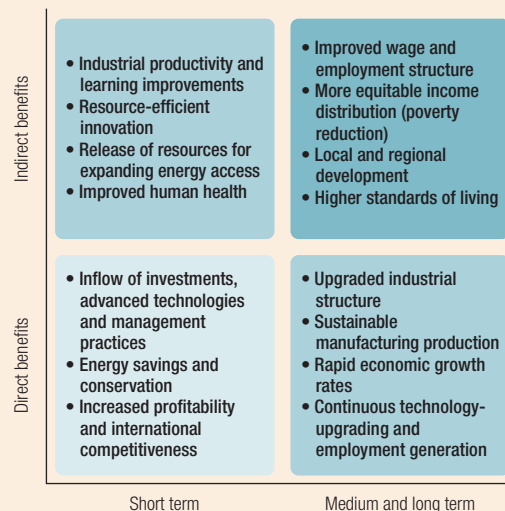 Indirect benefits
• Industrial productivity and
learning improvements
• Resource-efficient
innovation
• Release of resources for
expanding energy access
• Improved human health
• Improved wage and
employment structure
• More equitable income
distribution (poverty
reduction)
• Local and regional
development
• Higher standards of living
Direct benefits
• Inflow of investments,
advanced technologies
and management
practices
• Energy savings and
conservation
• Increased profitability
and international
competitiveness
• Upgraded industrial
structure
• Sustainable
manufacturing production
• Rapid economic growth
rates
• Continuous technology-
upgrading and
employment generation
Short term
Medium and long term